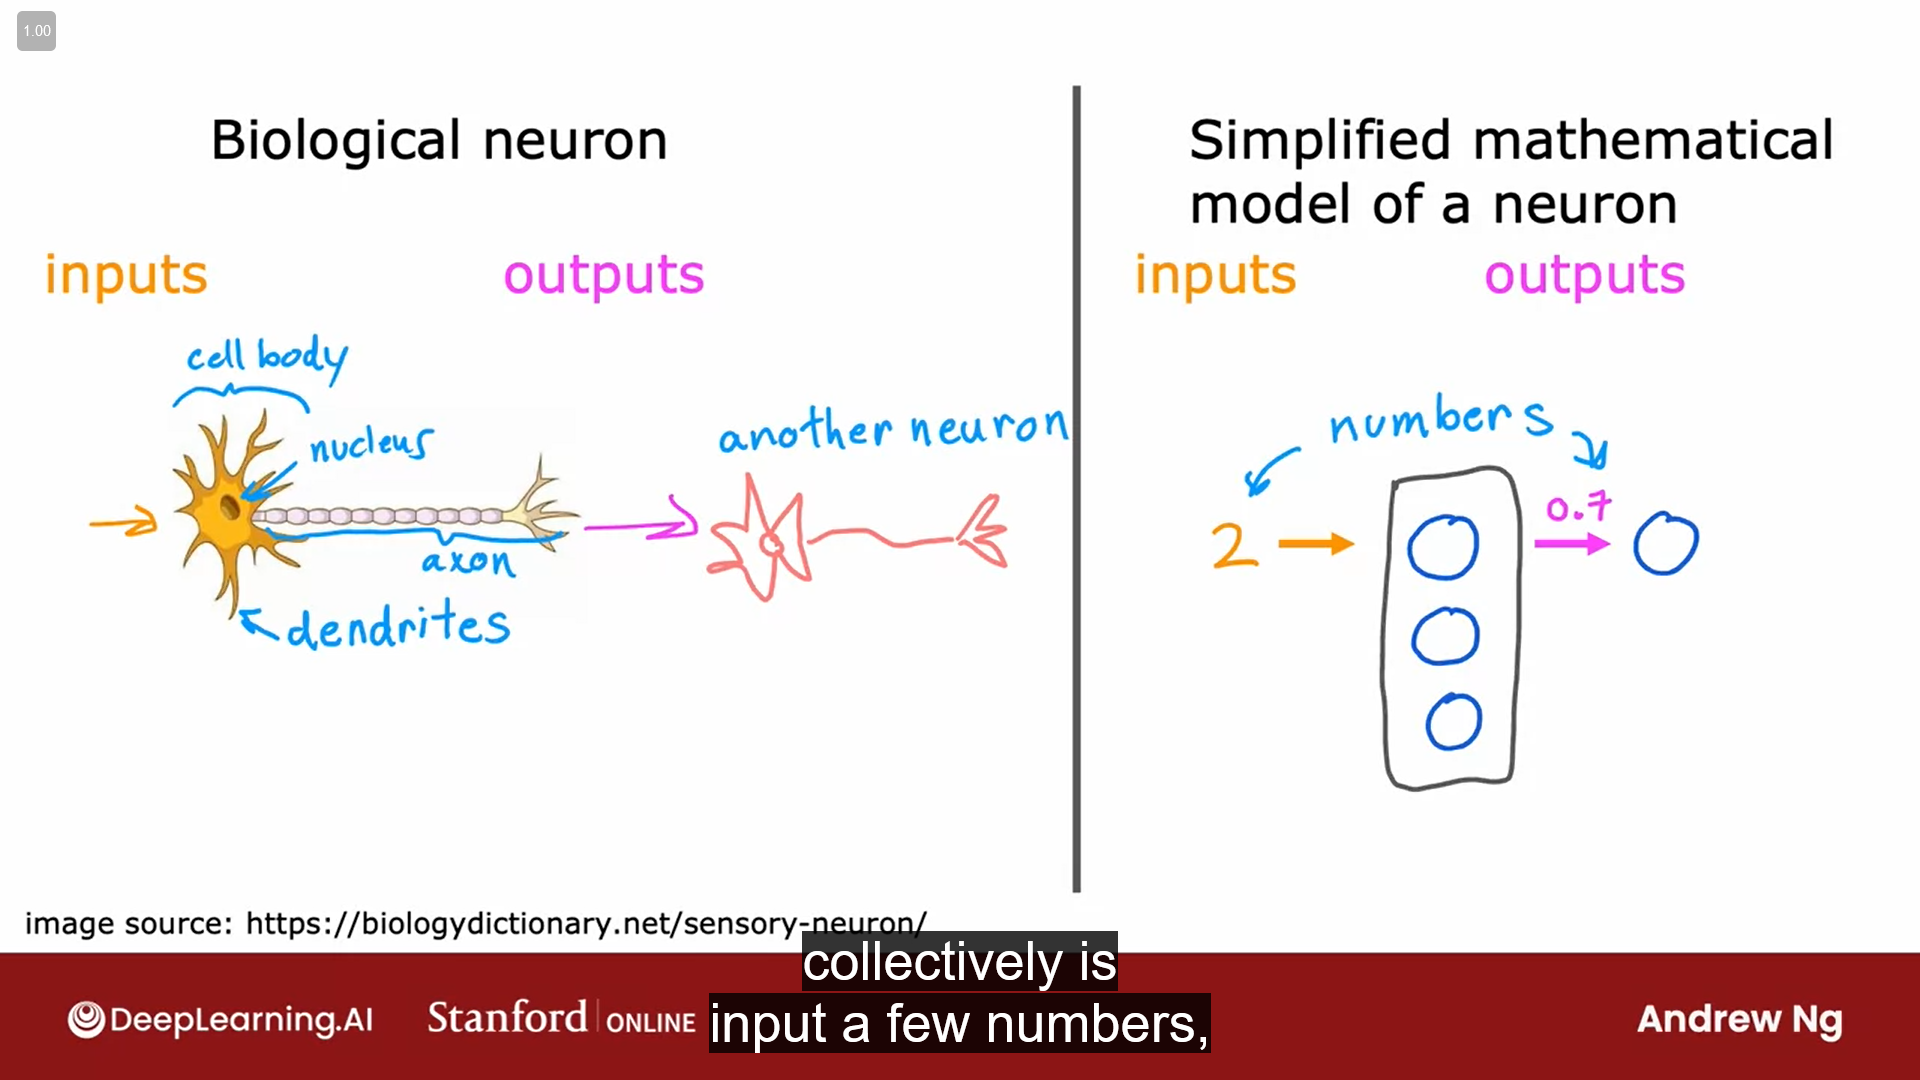 1.00
Biological neuron
inputs
outputs
cell body
nucleus
another neuron
axon
dendrites
Simplified mathematical
model of a neuron
inputs
outputs
numbers
2
0.7
image source: https://biologydictionary.net/sensory-neuron/
collectively is
input a few numbers,
DeepLearning.AI
Stanford | ONLINE
Andrew Ng